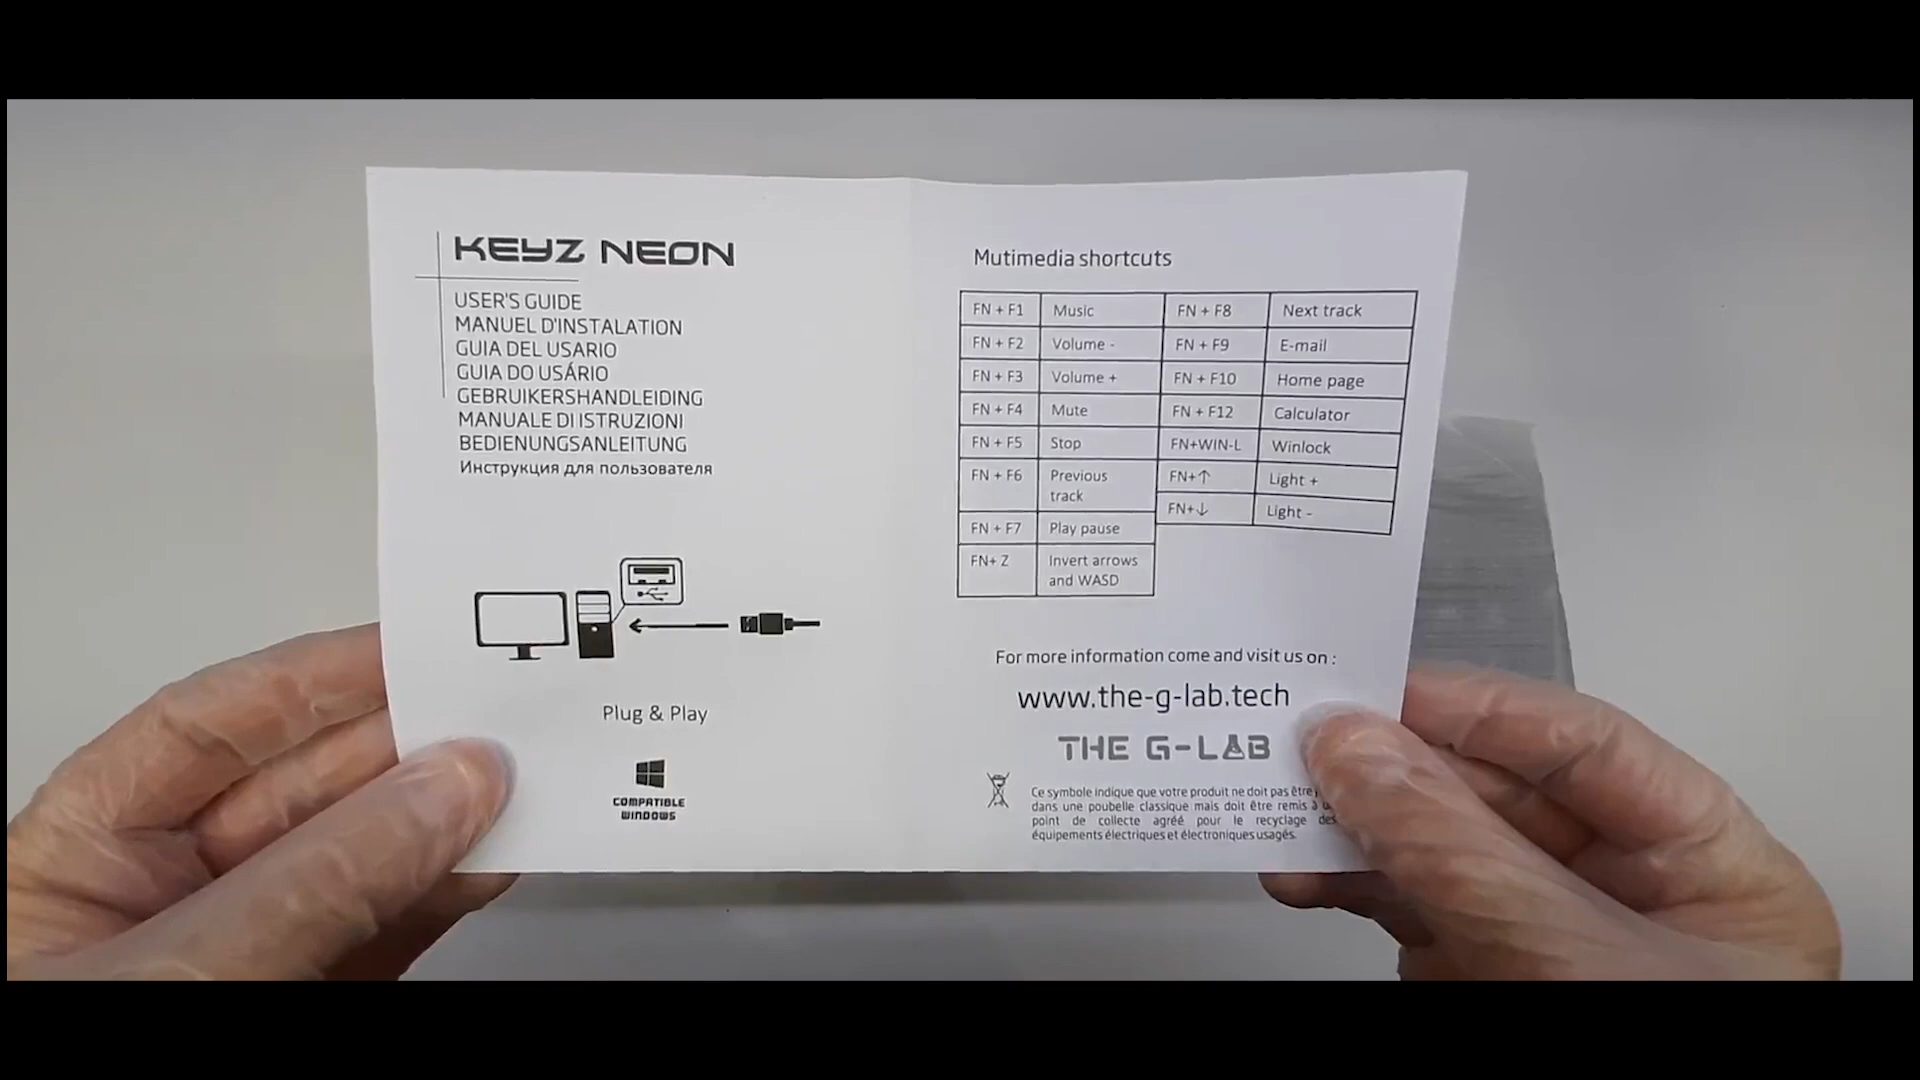 KEYZ NEON
USER'S GUIDE
MANUEL D'INSTALATION
GUIA DEL USARIO
GUIA DO USÁRIO
GEBRUIKERSHANDLEIDING
MANUALE DI ISTRUZIONI
BEDIENUNGSANLEITUNG
Инструкция для пользователя
Plug & Play
COMPATIBLE
WINDOWS
Mutimedia shortcuts
FN + F1 Music FN + F8 Next track
FN + F2 Volume - FN + F9 E-mail
FN + F3 Volume + FN + F10 Home page
FN + F4 Mute FN + F12 Calculator
FN + F5 Stop FN+WIN-L Winlock
FN + F6 Previous track FN+↑ Light +
FN+↓ Light -
FN + F7 Play pause
FN+ Z Invert arrows
and WASD
For more information come and visit us on :
www.the-g-lab.tech
THE G-LAB
Ce symbole indique que votre produit ne doit pas être
dans une poubelle classique mais doit être remis à
point de collecte agréé pour le recyclage des
équipements électriques et électroniques usagés.